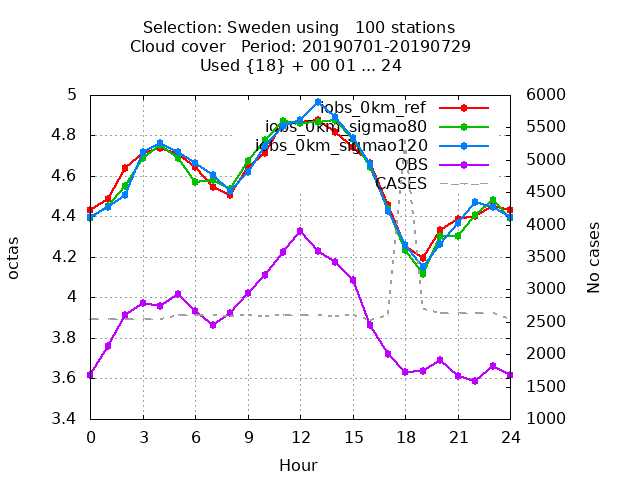 Selection: Sweden using   100 stations
Cloud cover   Period: 20190701-20190729
Used {18} + 00 01 ... 24
5
4.8
4.6
4.4
4.2
4
3.8
3.6
3.4
octas
iobs_0km_ref
iobs_0km_sigmao80
iobs_0km_sigmao120
OBS
CASES
6000
5500
5000
4500
4000
3500
3000
2500
2000
1500
1000
No cases
0 3 6 9 12 15 18 21 24
Hour